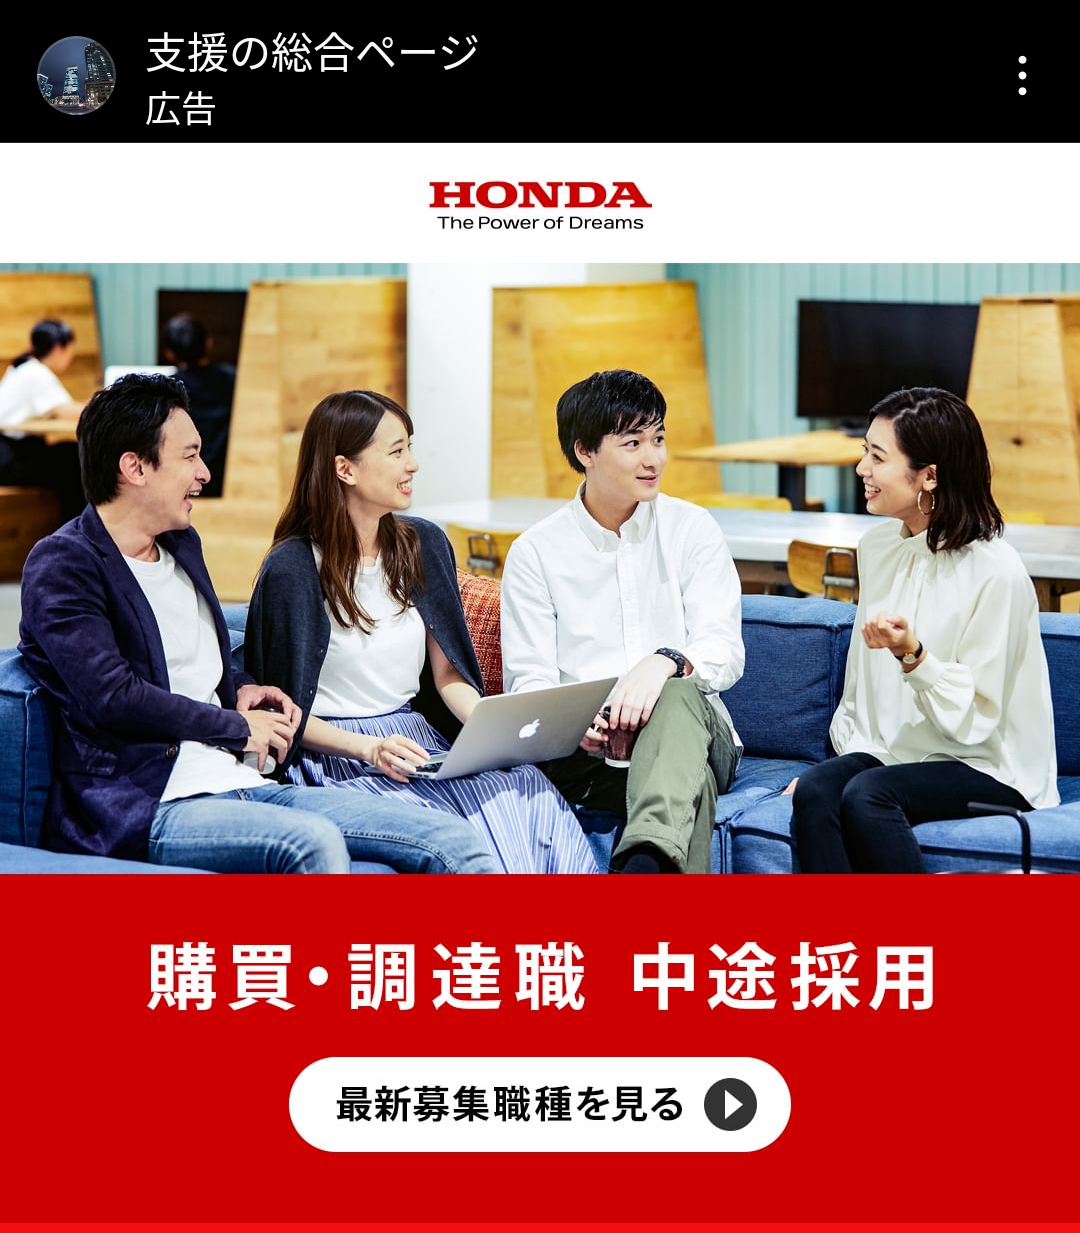 支援の総合ページ
広告
HONDA
The Power of Dreams
購買・調達職 中途採用
最新募集職種を見る